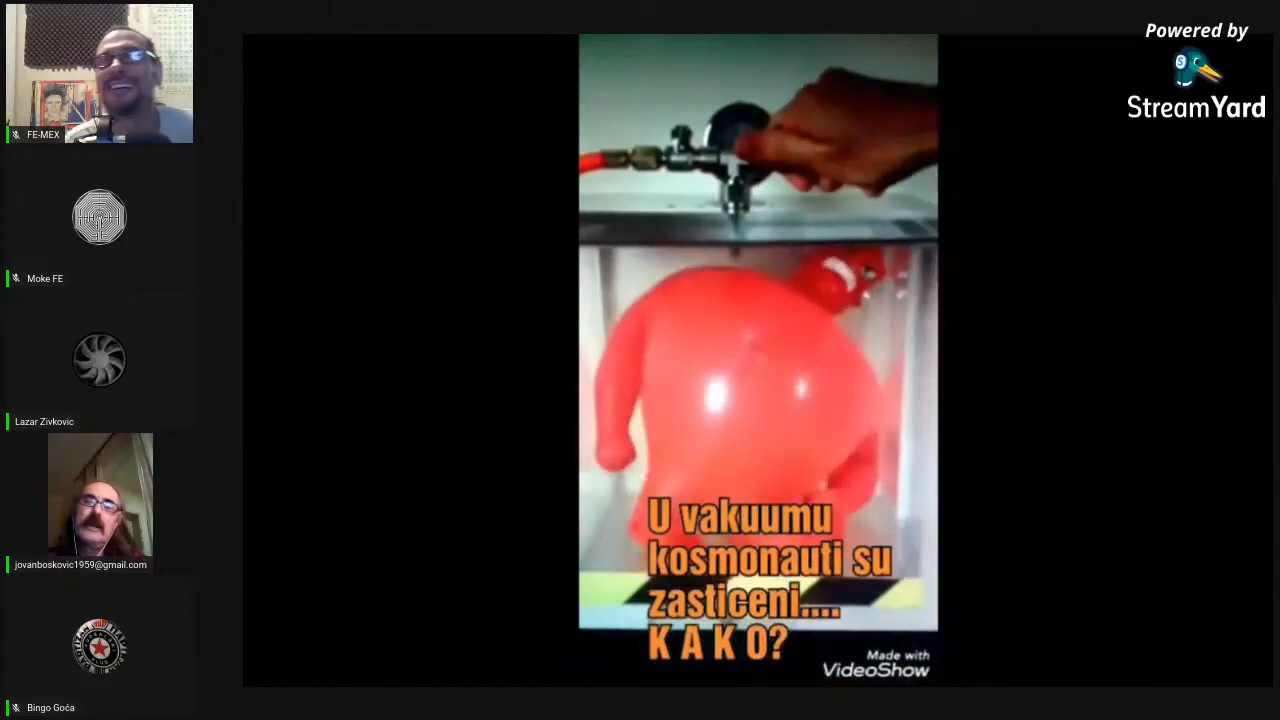 Powered by
StreamYard
FE-MEX
Moke FE
Lazar Zivkovic
jovanboskovic1959@gmail.com
Bingo Goća
U vakuumu
kosmonauti su
zasticeni....
K A K O?
Made with
VideoShow